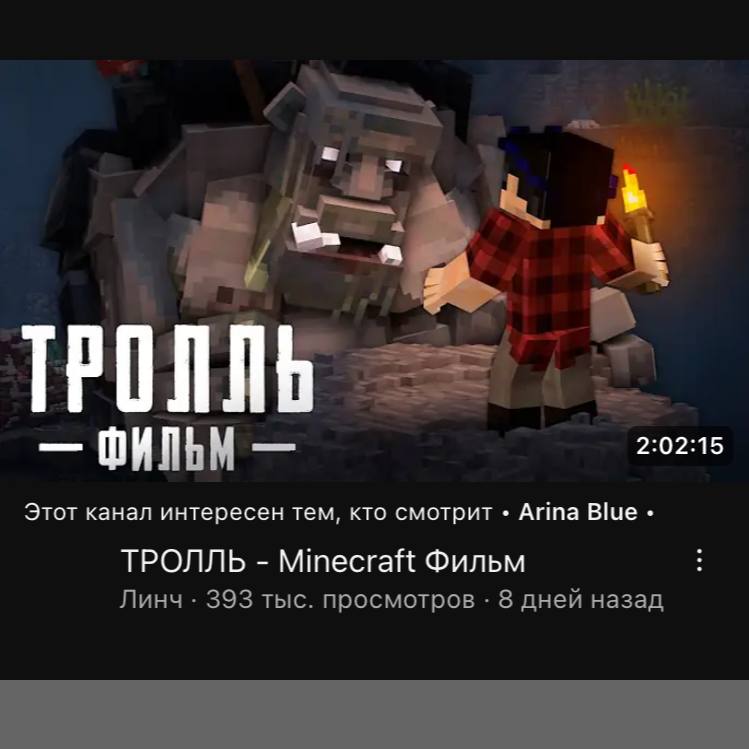 ТРОЛЛЬ
— ФИЛЬМ —
2:02:15
Этот канал интересен тем, кто смотрит • Arina Blue •
ТРОЛЛЬ - Minecraft Фильм
Линч · 393 тыс. просмотров · 8 дней назад